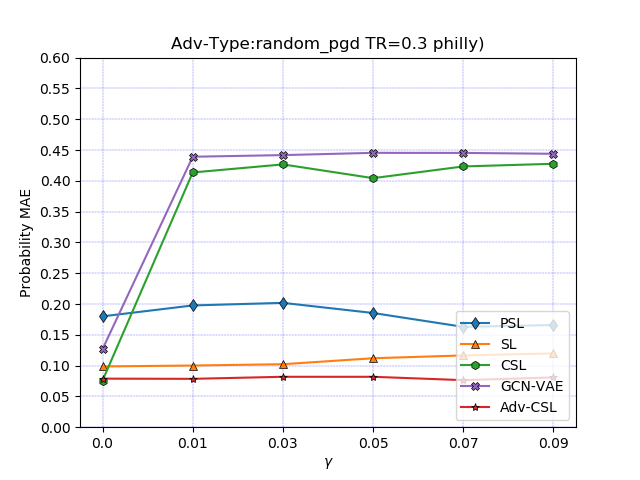 Adv-Type:random_pgd TR=0.3 philly)
Probability MAE
0.60
0.55
0.50
0.45
0.40
0.35
0.30
0.25
0.20
0.15
0.10
0.05
0.00
0.0 0.01 0.03 0.05 0.07 0.09
γ
PSL
SL
CSL
GCN-VAE
Adv-CSL